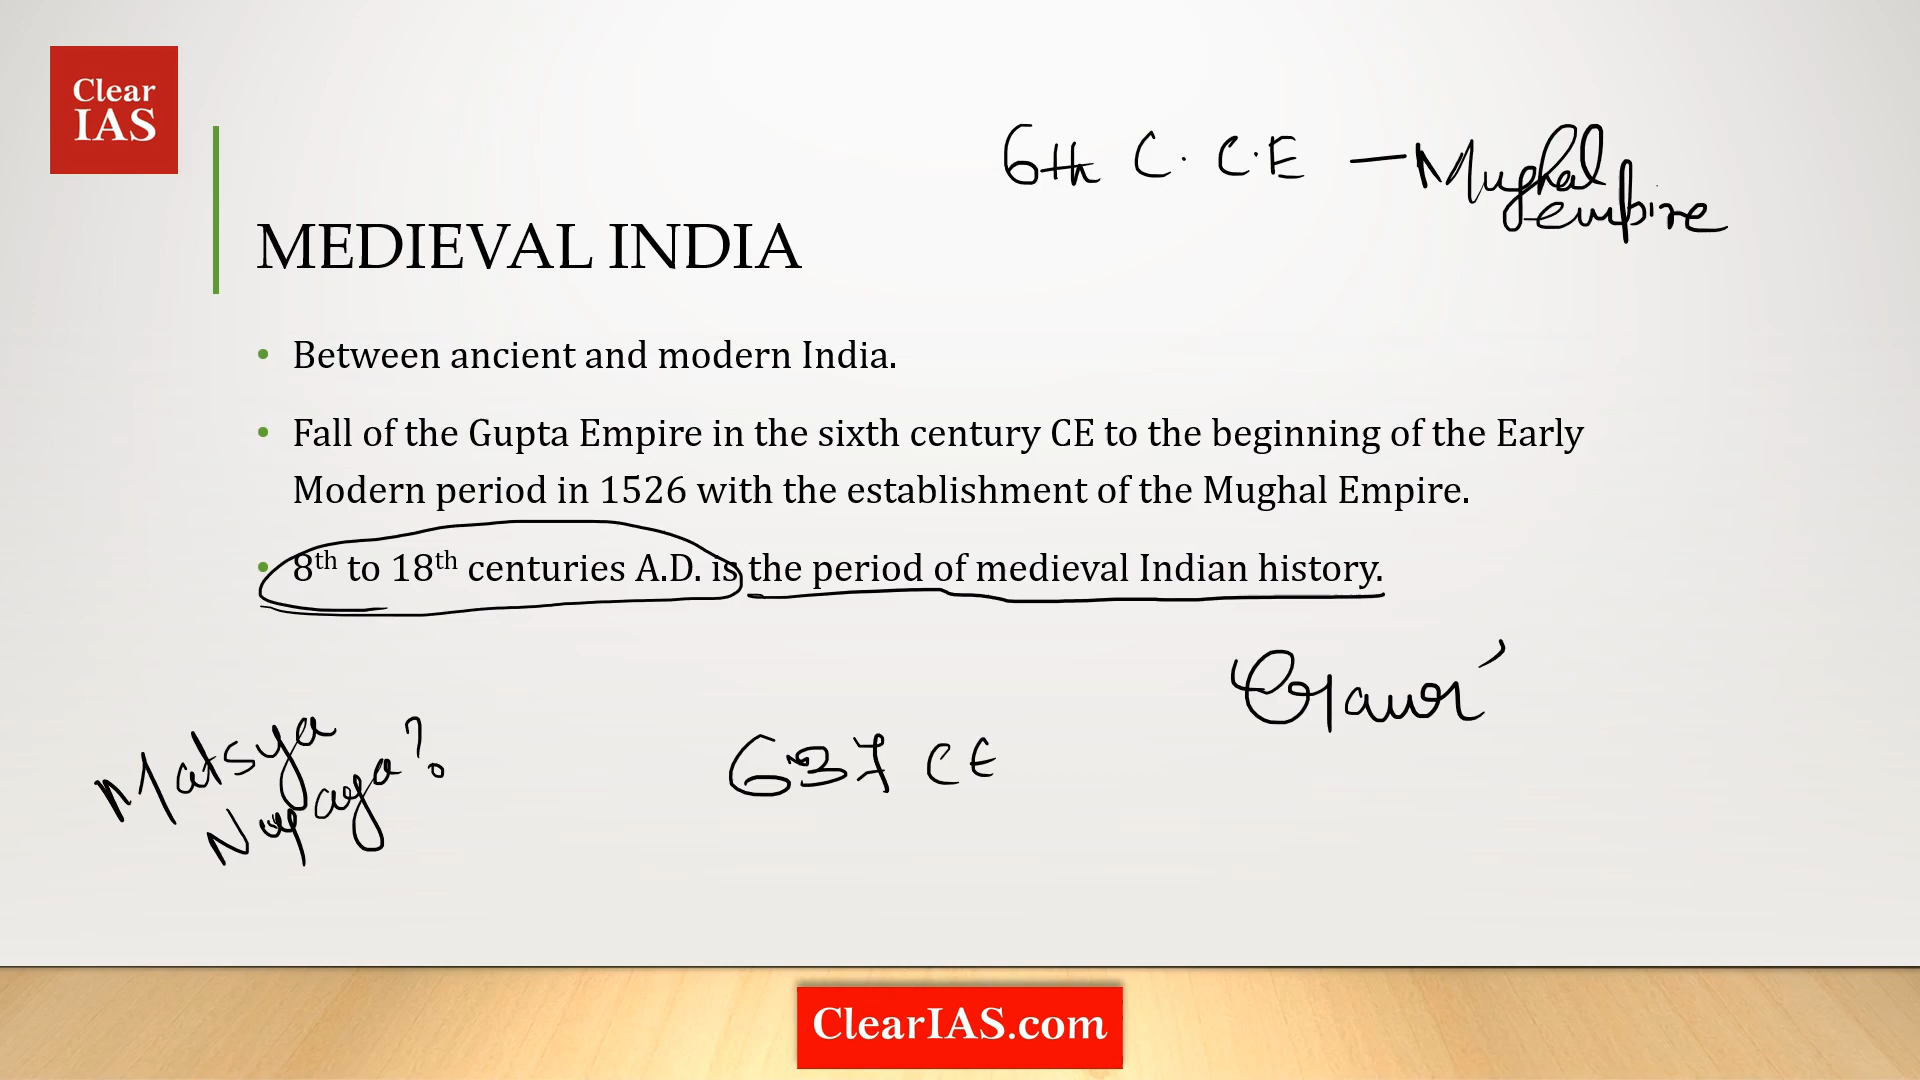 Clear
IAS
6th C. C.E — Mughal
empire
MEDIEVAL INDIA
• Between ancient and modern India.
• Fall of the Gupta Empire in the sixth century CE to the beginning of the Early
Modern period in 1526 with the establishment of the Mughal Empire.
• 8th to 18th centuries A.D. is the period of medieval Indian history.
Matsya
Nyaya?
637 CE
ClearIAS.com